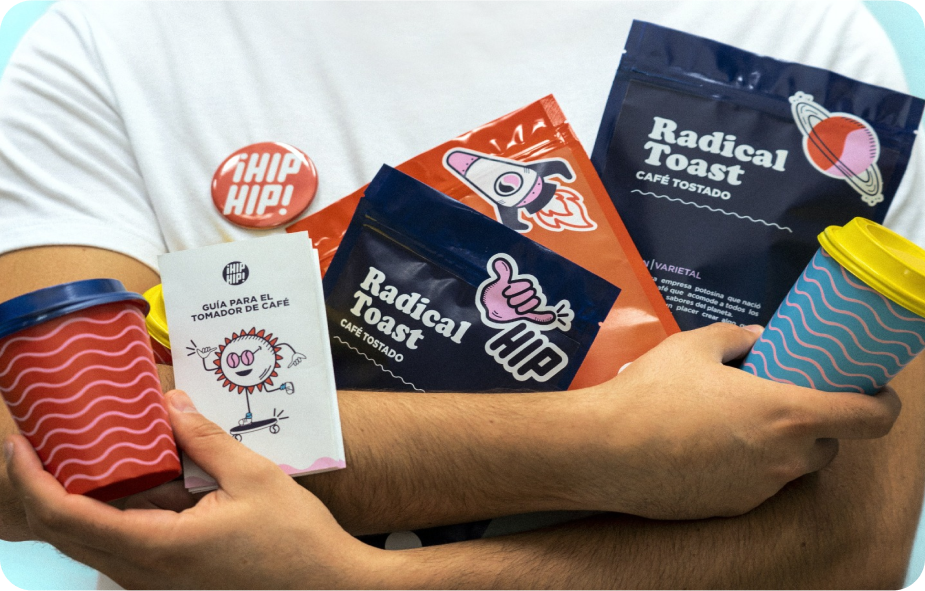 ¡HIP
HIP!
¡HIP
HIP!
GUÍA PARA EL
TOMADOR DE CAFÉ
Radical
Toast
CAFÉ TOSTADO
HIP
Radical
Toast
CAFÉ TOSTADO
VARIETAL
empresa potosina que nació
que acomode a todos los
sabores del planeta.
placer crear